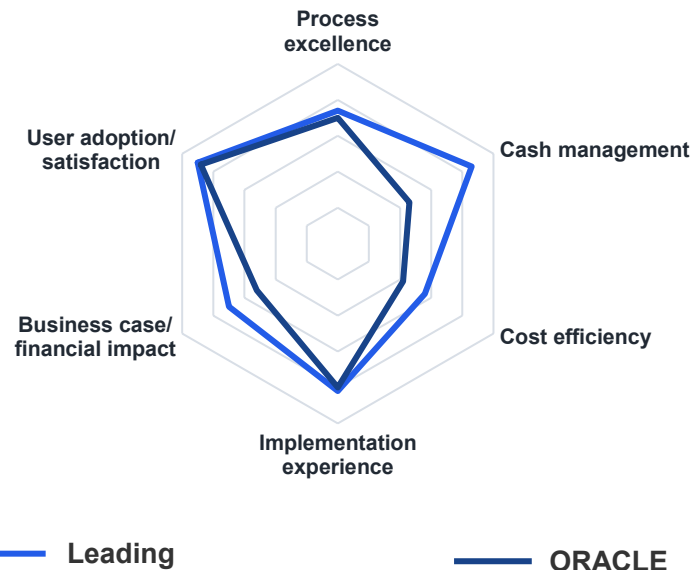 Process
excellence
User adoption/
satisfaction
Cash management
Business case/
financial impact
Cost efficiency
Implementation
experience
Leading
ORACLE